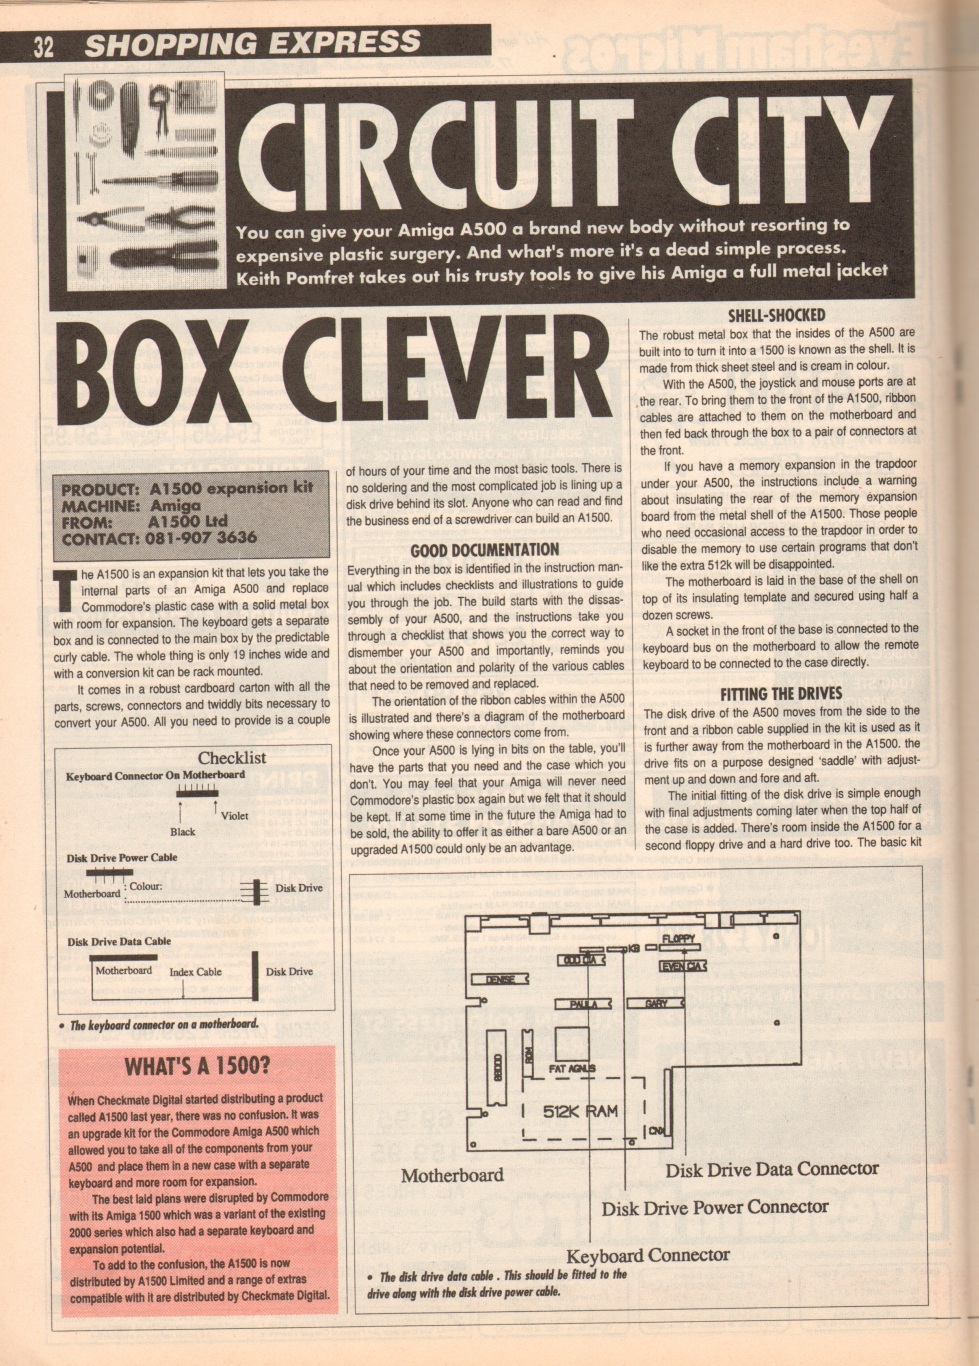 32 SHOPPING EXPRESS
CIRCUIT CITY
You can give your Amiga A500 a brand new body without resorting to
expensive plastic surgery. And what's more it's a dead simple process.
Keith Pomfret takes out his trusty tools to give his Amiga a full metal jacket
BOX CLEVER
PRODUCT: A1500 expansion kit
MACHINE: Amiga
FROM: A1500 Ltd
CONTACT: 081-907 3636
The A1500 is an expansion kit that lets you take the
internal parts of an Amiga A500 and replace
Commodore's plastic case with a solid metal box
with room for expansion. The keyboard gets a separate
box and is connected to the main box by the predictable
curly cable. The whole thing is only 19 inches wide and
with a conversion kit can be rack mounted.
It comes in a robust cardboard carton with all the
parts, screws, connectors and twiddly bits necessary to
convert your A500. All you need to provide is a couple
Checklist
Keyboard Connector On Motherboard
Violet
Black
Disk Drive Power Cable
Motherboard : Colour:
Disk Drive
Disk Drive Data Cable
Motherboard
Index Cable
Disk Drive
• The keyboard connector on a motherboard.
WHAT'S A 1500?
When Checkmate Digital started distributing a product
called A1500 last year, there was no confusion. It was
an upgrade kit for the Commodore Amiga A500 which
allowed you to take all of the components from your
A500 and place them in a new case with a separate
keyboard and more room for expansion.
The best laid plans were disrupted by Commodore
with its Amiga 1500 which was a variant of the existing
2000 series which also had a separate keyboard and
expansion potential.
To add to the confusion, the A1500 is now
distributed by A1500 Limited and a range of extras
compatible with it are distributed by Checkmate Digital.
of hours of your time and the most basic tools. There is
no soldering and the most complicated job is lining up a
disk drive behind its slot. Anyone who can read and find
the business end of a screwdriver can build an A1500.
GOOD DOCUMENTATION
Everything in the box is identified in the instruction man-
ual which includes checklists and illustrations to guide
you through the job. The build starts with the dissas-
sembly of your A500, and the instructions take you
through a checklist that shows you the correct way to
dismember your A500 and importantly, reminds you
about the orientation and polarity of the various cables
that need to be removed and replaced.
The orientation of the ribbon cables within the A500
is illustrated and there's a diagram of the motherboard
showing where these connectors come from.
Once your A500 is lying in bits on the table, you'll
have the parts that you need and the case which you
don't. You may feel that your Amiga will never need
Commodore's plastic box again but we felt that it should
be kept. If at some time in the future the Amiga had to
be sold, the ability to offer it as either a bare A500 or an
upgraded A1500 could only be an advantage.
SHELL-SHOCKED
The robust metal box that the insides of the A500 are
built into to turn it into a 1500 is known as the shell. It is
made from thick sheet steel and is cream in colour.
With the A500, the joystick and mouse ports are at
the rear. To bring them to the front of the A1500, ribbon
cables are attached to them on the motherboard and
then fed back through the box to a pair of connectors at
the front.
If you have a memory expansion in the trapdoor
under your A500, the instructions include a warning
about insulating the rear of the memory expansion
board from the metal shell of the A1500. Those people
who need occasional access to the trapdoor in order to
disable the memory to use certain programs that don't
like the extra 512k will be disappointed.
The motherboard is laid in the base of the shell on
top of its insulating template and secured using half a
dozen screws.
A socket in the front of the base is connected to the
keyboard bus on the motherboard to allow the remote
keyboard to be connected to the case directly.
FITTING THE DRIVES
The disk drive of the A500 moves from the side to the
front and a ribbon cable supplied in the kit is used as it
is further away from the motherboard in the A1500. the
drive fits on a purpose designed 'saddle' with adjust-
ment up and down and fore and aft.
The initial fitting of the disk drive is simple enough
with final adjustments coming later when the top half of
the case is added. There's room inside the A1500 for a
second floppy drive and a hard drive too. The basic kit
KB
FLOPPY
ODD CIA
EVEN CIA
DENISE
PAULA
GARY
68000
ROM
FAT AGNUS
512K RAM
CNX
Motherboard
Disk Drive Data Connector
Disk Drive Power Connector
Keyboard Connector
• The disk drive data cable . This should be fitted to the
drive along with the disk drive power cable.